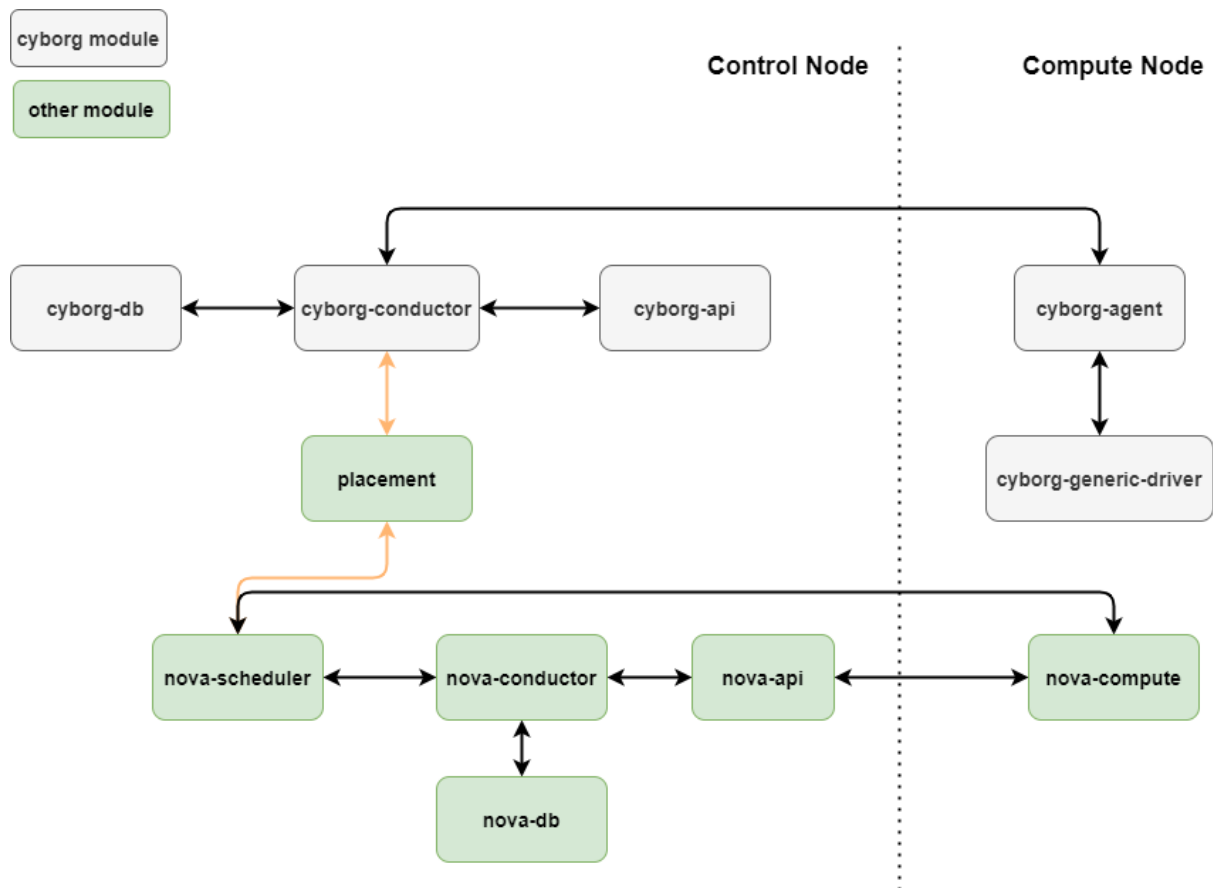 cyborg module
other module
Control Node
Compute Node
cyborg-db
cyborg-conductor
cyborg-api
cyborg-agent
placement
cyborg-generic-driver
nova-scheduler
nova-conductor
nova-api
nova-compute
nova-db